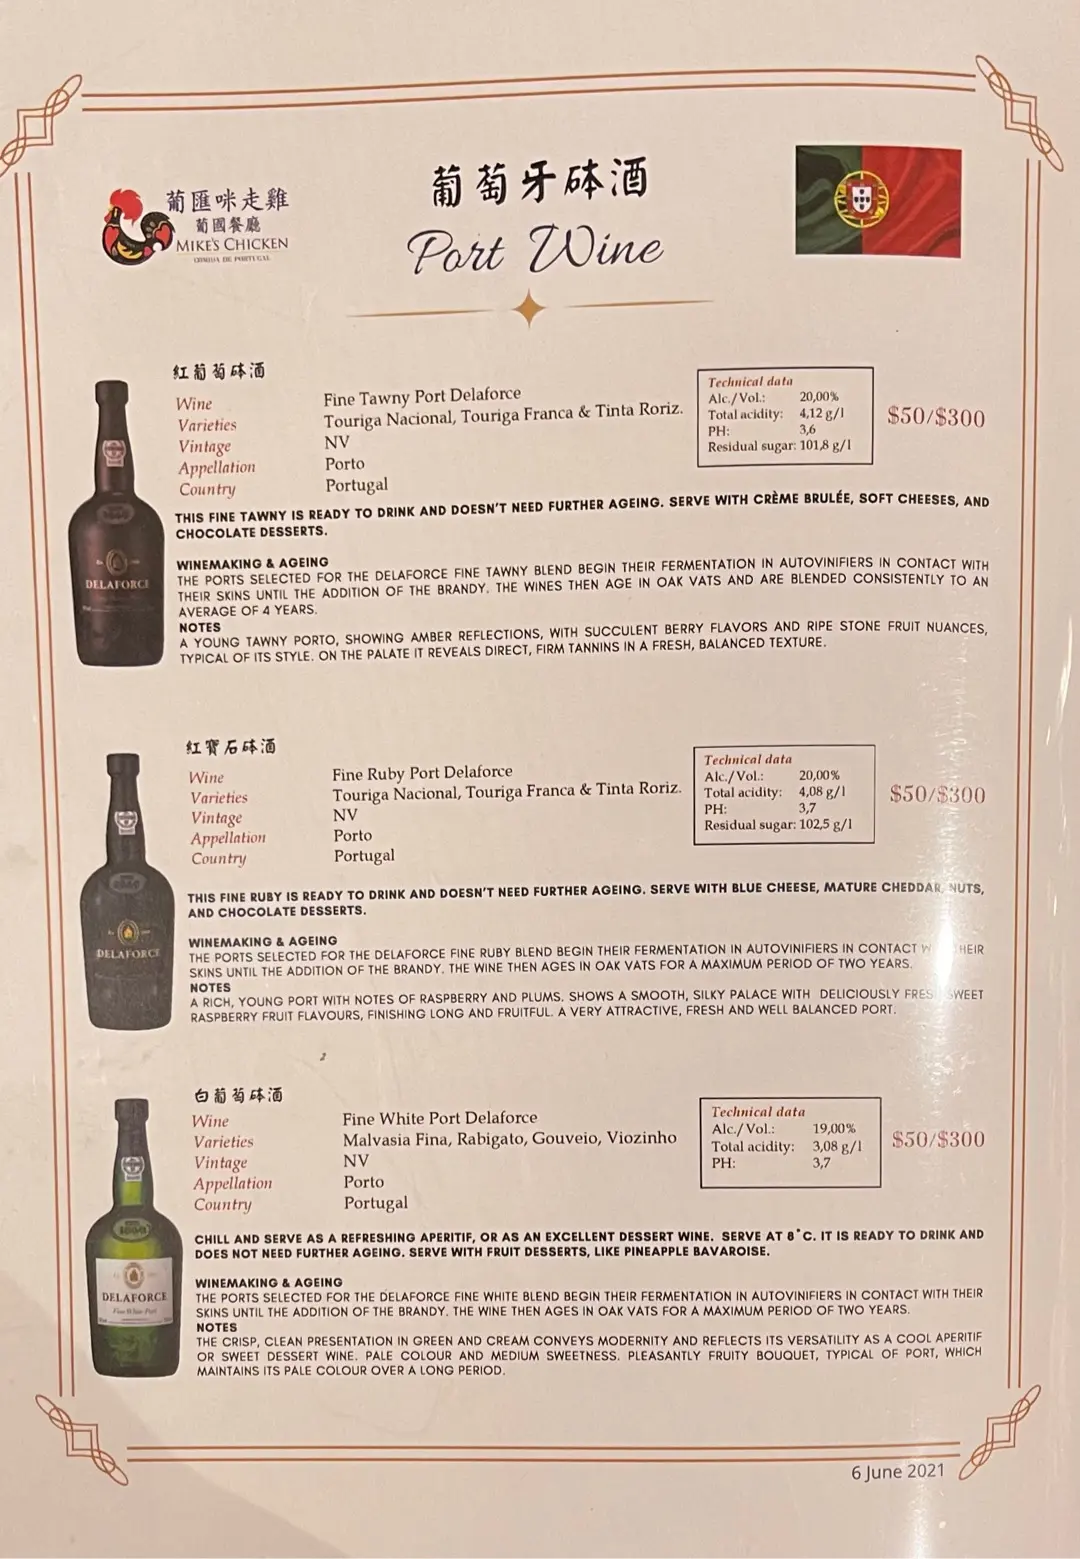 葡匯咪走雞
葡國餐廳
MIKE'S CHICKEN
COMIDA DE PORTUGAL
葡萄牙砵酒
Port Wine
紅葡萄砵酒
Wine Fine Tawny Port Delaforce
Varieties Touriga Nacional, Touriga Franca & Tinta Roriz.
Vintage NV
Appellation Porto
Country Portugal
Technical data
Alc./Vol.: 20,00%
Total acidity: 4,12 g/l
PH: 3,6
Residual sugar: 101,8 g/l
$50/$300
THIS FINE TAWNY IS READY TO DRINK AND DOESN'T NEED FURTHER AGEING. SERVE WITH CRÈME BRULÉE, SOFT CHEESES, AND
CHOCOLATE DESSERTS.
WINEMAKING & AGEING
THE PORTS SELECTED FOR THE DELAFORCE FINE TAWNY BLEND BEGIN THEIR FERMENTATION IN AUTOVINIFIERS IN CONTACT WITH
THEIR SKINS UNTIL THE ADDITION OF THE BRANDY. THE WINES THEN AGE IN OAK VATS AND ARE BLENDED CONSISTENTLY TO AN
AVERAGE OF 4 YEARS.
NOTES
A YOUNG TAWNY PORTO, SHOWING AMBER REFLECTIONS, WITH SUCCULENT BERRY FLAVORS AND RIPE STONE FRUIT NUANCES,
TYPICAL OF ITS STYLE. ON THE PALATE IT REVEALS DIRECT, FIRM TANNINS IN A FRESH, BALANCED TEXTURE.
DELAFORCE
紅寶石砵酒
Wine Fine Ruby Port Delaforce
Varieties Touriga Nacional, Touriga Franca & Tinta Roriz.
Vintage NV
Appellation Porto
Country Portugal
Technical data
Alc./Vol.: 20,00%
Total acidity: 4,08 g/l
PH: 3,7
Residual sugar: 102,5 g/l
$50/$300
THIS FINE RUBY IS READY TO DRINK AND DOESN'T NEED FURTHER AGEING. SERVE WITH BLUE CHEESE, MATURE CHEDDAR, NUTS,
AND CHOCOLATE DESSERTS.
WINEMAKING & AGEING
THE PORTS SELECTED FOR THE DELAFORCE FINE RUBY BLEND BEGIN THEIR FERMENTATION IN AUTOVINIFIERS IN CONTACT
SKINS UNTIL THE ADDITION OF THE BRANDY. THE WINE THEN AGES IN OAK VATS FOR A MAXIMUM PERIOD OF TWO YEARS.
NOTES
A RICH, YOUNG PORT WITH NOTES OF RASPBERRY AND PLUMS. SHOWS A SMOOTH, SILKY PALACE WITH DELICIOUSLY
RASPBERRY FRUIT FLAVOURS, FINISHING LONG AND FRUITFUL. A VERY ATTRACTIVE, FRESH AND WELL BALANCED PORT.
DELAFORCE
白葡萄砵酒
Wine Fine White Port Delaforce
Varieties Malvasia Fina, Rabigato, Gouveio, Viozinho
Vintage NV
Appellation Porto
Country Portugal
Technical data
Alc./Vol.: 19,00%
Total acidity: 3,08 g/l
PH: 3,7
$50/$300
CHILL AND SERVE AS A REFRESHING APERITIF, OR AS AN EXCELLENT DESSERT WINE. SERVE AT 8°C. IT IS READY TO DRINK AND
DOES NOT NEED FURTHER AGEING. SERVE WITH FRUIT DESSERTS, LIKE PINEAPPLE BAVAROISE.
WINEMAKING & AGEING
THE PORTS SELECTED FOR THE DELAFORCE FINE WHITE BLEND BEGIN THEIR FERMENTATION IN AUTOVINIFIERS IN CONTACT WITH THEIR
SKINS UNTIL THE ADDITION OF THE BRANDY. THE WINE THEN AGES IN OAK VATS FOR A MAXIMUM PERIOD OF TWO YEARS.
NOTES
THE CRISP, CLEAN PRESENTATION IN GREEN AND CREAM CONVEYS MODERNITY AND REFLECTS ITS VERSATILITY AS A COOL APERITIF
OR SWEET DESSERT WINE. PALE COLOUR AND MEDIUM SWEETNESS. PLEASANTLY FRUITY BOUQUET, TYPICAL OF PORT, WHICH
MAINTAINS ITS PALE COLOUR OVER A LONG PERIOD.
DELAFORCE
Fine White Port
6 June 2021